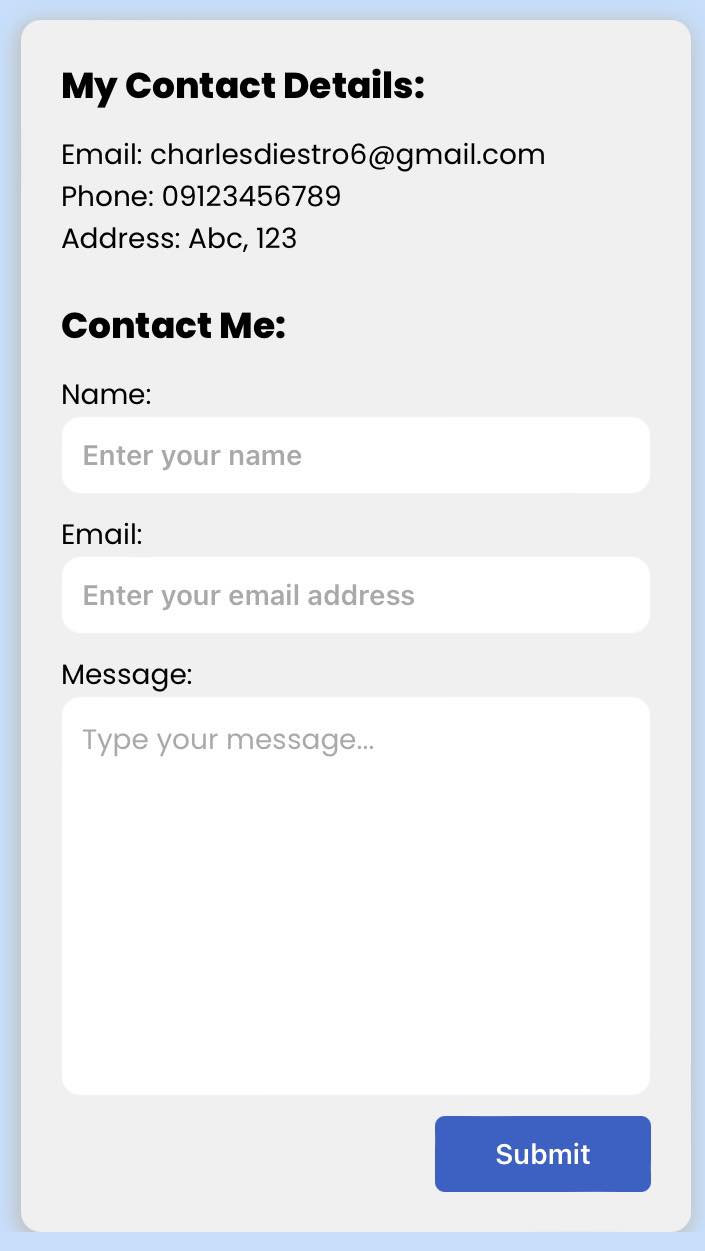 My Contact Details:
Email: charlesdiestro6@gmail.com
Phone: 09123456789
Address: Abc, 123
Contact Me:
Name:
Enter your name
Email:
Enter your email address
Message:
Type your message...
Submit